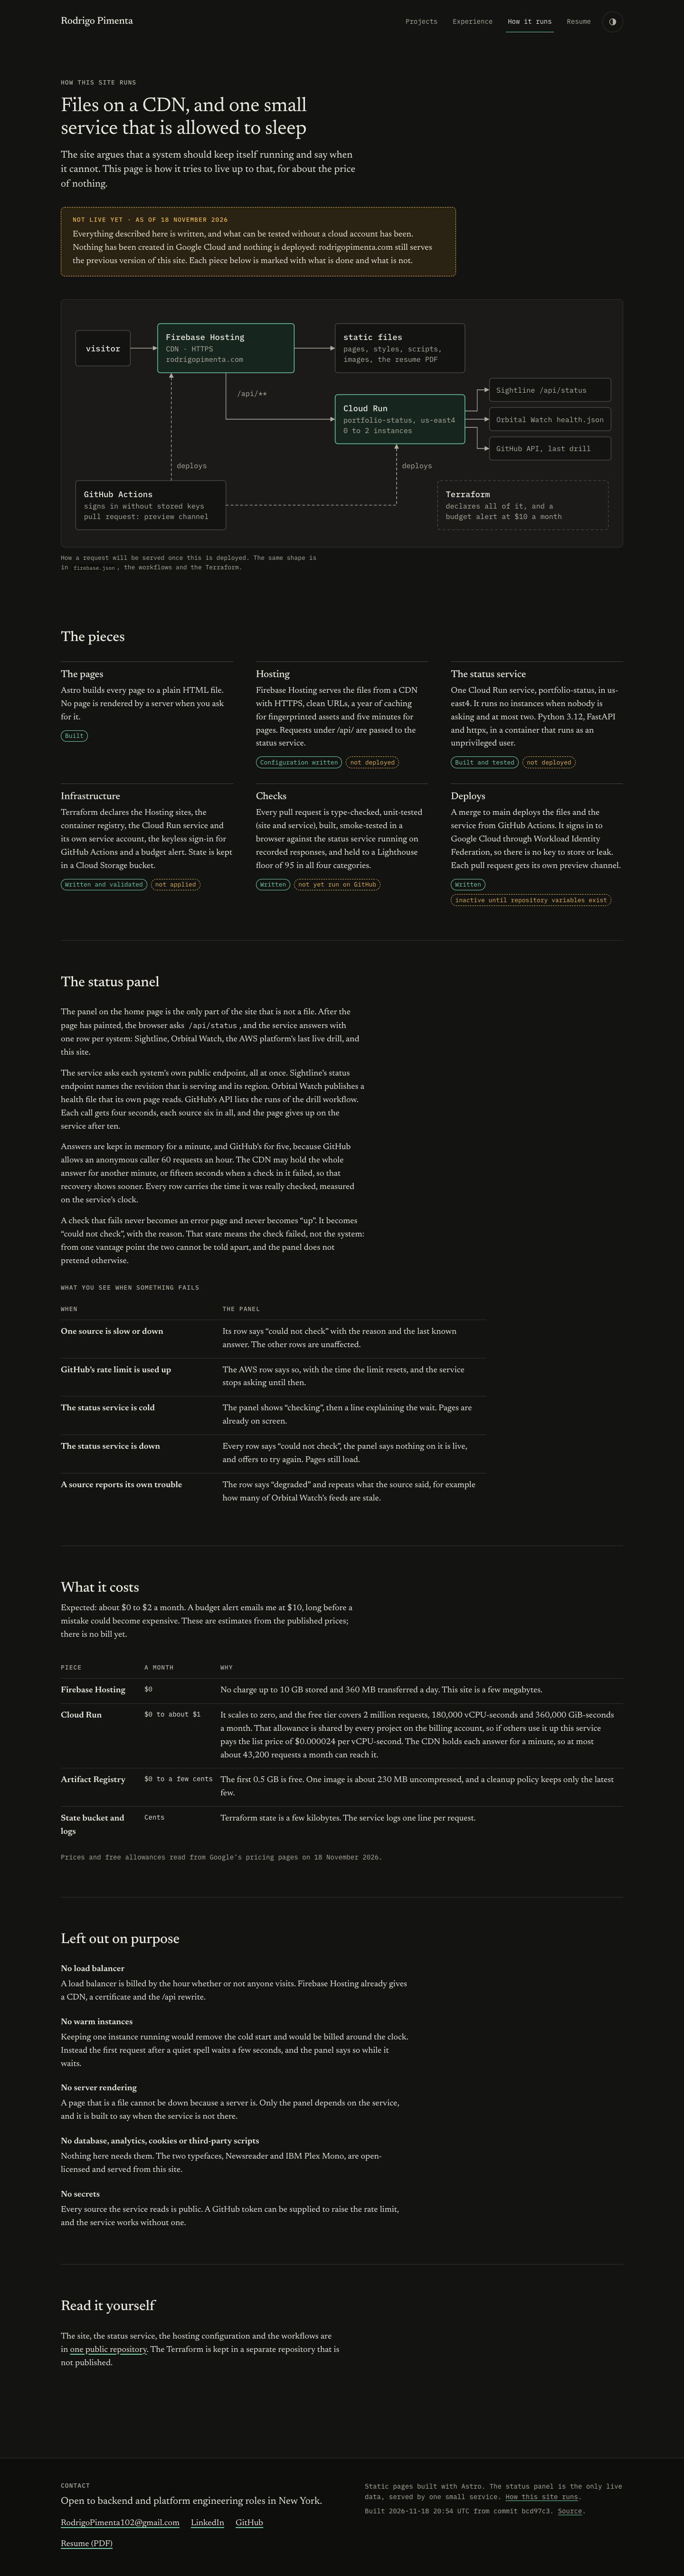 Rodrigo Pimenta
Projects
Experience
How it runs
Resume
HOW THIS SITE RUNS
Files on a CDN, and one small
service that is allowed to sleep
The site argues that a system should keep itself running and say when
it cannot. This page is how it tries to live up to that, for about the price
of nothing.
NOT LIVE YET · AS OF 18 NOVEMBER 2026
Everything described here is written, and what can be tested without a cloud account has been.
Nothing has been created in Google Cloud and nothing is deployed: rodrigopimenta.com still serves
the previous version of this site. Each piece below is marked with what is done and what is not.
visitor
Firebase Hosting
CDN · HTTPS
rodrigopimenta.com
static files
pages, styles, scripts,
images, the resume PDF
/api/**
Cloud Run
portfolio-status, us-east4
0 to 2 instances
Sightline /api/status
Orbital Watch health.json
GitHub API, last drill
deploys
deploys
GitHub Actions
signs in without stored keys
pull request: preview channel
Terraform
declares all of it, and a
budget alert at $10 a month
How a request will be served once this is deployed. The same shape is
in firebase.json, the workflows and the Terraform.
The pieces
The pages
Astro builds every page to a plain HTML file.
No page is rendered by a server when you ask
for it.
Built
Hosting
Firebase Hosting serves the files from a CDN
with HTTPS, clean URLs, a year of caching
for fingerprinted assets and five minutes for
pages. Requests under /api/ are passed to the
status service.
Configuration written
not deployed
The status service
One Cloud Run service, portfolio-status, in us-
east4. It runs no instances when nobody is
asking and at most two. Python 3.12, FastAPI
and httpx, in a container that runs as an
unprivileged user.
Built and tested
not deployed
Infrastructure
Terraform declares the Hosting sites, the
container registry, the Cloud Run service and
its own service account, the keyless sign-in for
GitHub Actions and a budget alert. State is kept
in a Cloud Storage bucket.
Written and validated
not applied
Checks
Every pull request is type-checked, unit-tested
(site and service), built, smoke-tested in a
browser against the status service running on
recorded responses, and held to a Lighthouse
floor of 95 in all four categories.
Written
not yet run on GitHub
Deploys
A merge to main deploys the files and the
service from GitHub Actions. It signs in to
Google Cloud through Workload Identity
Federation, so there is no key to store or leak.
Each pull request gets its own preview channel.
Written
inactive until repository variables exist
The status panel
The panel on the home page is the only part of the site that is not a file. After the
page has painted, the browser asks /api/status, and the service answers with
one row per system: Sightline, Orbital Watch, the AWS platform's last live drill, and
this site.
The service asks each system's own public endpoint, all at once. Sightline's status
endpoint names the revision that is serving and its region. Orbital Watch publishes a
health file that its own page reads. GitHub's API lists the runs of the drill workflow.
Each call gets four seconds, each source six in all, and the page gives up on the
service after ten.
Answers are kept in memory for a minute, and GitHub's for five, because GitHub
allows an anonymous caller 60 requests an hour. The CDN may hold the whole
answer for another minute, or fifteen seconds when a check in it failed, so that
recovery shows sooner. Every row carries the time it was really checked, measured
on the service's clock.
A check that fails never becomes an error page and never becomes “up”. It becomes
“could not check”, with the reason. That state means the check failed, not the system:
from one vantage point the two cannot be told apart, and the panel does not
pretend otherwise.
WHAT YOU SEE WHEN SOMETHING FAILS
WHEN
THE PANEL
One source is slow or down
Its row says “could not check” with the reason and the last known
answer. The other rows are unaffected.
GitHub's rate limit is used up
The AWS row says so, with the time the limit resets, and the service
stops asking until then.
The status service is cold
The panel shows “checking”, then a line explaining the wait. Pages are
already on screen.
The status service is down
Every row says “could not check”, the panel says nothing on it is live,
and offers to try again. Pages still load.
A source reports its own trouble
The row says “degraded” and repeats what the source said, for example
how many of Orbital Watch's feeds are stale.
What it costs
Expected: about $0 to $2 a month. A budget alert emails me at $10, long before a
mistake could become expensive. These are estimates from the published prices;
there is no bill yet.
PIECE
A MONTH
WHY
Firebase Hosting
$0
No charge up to 10 GB stored and 360 MB transferred a day. This site is a few megabytes.
Cloud Run
$0 to about $1
It scales to zero, and the free tier covers 2 million requests, 180,000 vCPU-seconds and 360,000 GiB-seconds
a month. That allowance is shared by every project on the billing account, so if others use it up this service
pays the list price of $0.000024 per vCPU-second. The CDN holds each answer for a minute, so at most
about 43,200 requests a month can reach it.
Artifact Registry
$0 to a few cents
The first 0.5 GB is free. One image is about 230 MB uncompressed, and a cleanup policy keeps only the latest
few.
State bucket and
logs
Cents
Terraform state is a few kilobytes. The service logs one line per request.
Prices and free allowances read from Google's pricing pages on 18 November 2026.
Left out on purpose
No load balancer
A load balancer is billed by the hour whether or not anyone visits. Firebase Hosting already gives
a CDN, a certificate and the /api rewrite.
No warm instances
Keeping one instance running would remove the cold start and would be billed around the clock.
Instead the first request after a quiet spell waits a few seconds, and the panel says so while it
waits.
No server rendering
A page that is a file cannot be down because a server is. Only the panel depends on the service,
and it is built to say when the service is not there.
No database, analytics, cookies or third-party scripts
Nothing here needs them. The two typefaces, Newsreader and IBM Plex Mono, are open-
licensed and served from this site.
No secrets
Every source the service reads is public. A GitHub token can be supplied to raise the rate limit,
and the service works without one.
Read it yourself
The site, the status service, the hosting configuration and the workflows are
in one public repository. The Terraform is kept in a separate repository that is
not published.
CONTACT
Open to backend and platform engineering roles in New York.
RodrigoPimenta102@gmail.com
LinkedIn
GitHub
Resume (PDF)
Static pages built with Astro. The status panel is the only live
data, served by one small service. How this site runs.
Built 2026-11-18 20:54 UTC from commit bcd97c3. Source.